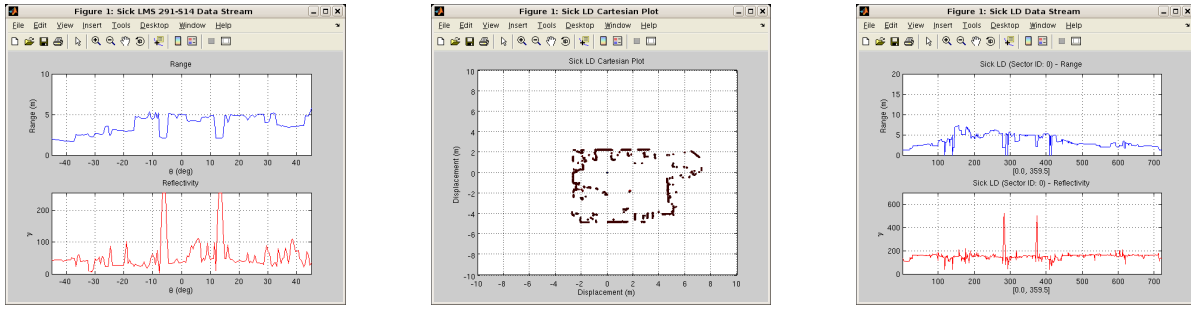 Figure 1: Sick LMS 291-S14 Data Stream
File Edit View Insert Tools Desktop Window Help
Range
10
5
0
Range (m)
-40 -30 -20 -10 0 10 20 30 40
θ (deg)
Reflectivity
200
100
0
γ
-40 -30 -20 -10 0 10 20 30 40
θ (deg)
Figure 1: Sick LD Cartesian Plot
File Edit View Insert Tools Desktop Window Help
Sick LD Cartesian Plot
10
8
6
4
2
0
-2
-4
-6
-8
-10
Displacement (m)
-10 -8 -6 -4 -2 0 2 4 6 8 10
Displacement (m)
Figure 1: Sick LD Data Stream
File Edit View Insert Tools Desktop Window Help
Sick LD (Sector ID: 0) - Range
20
15
10
5
0
Range (m)
100 200 300 400 500 600 700
[0.0, 359.5]
Sick LD (Sector ID: 0) - Reflectivity
600
400
200
0
γ
100 200 300 400 500 600 700
[0.0, 359.5]